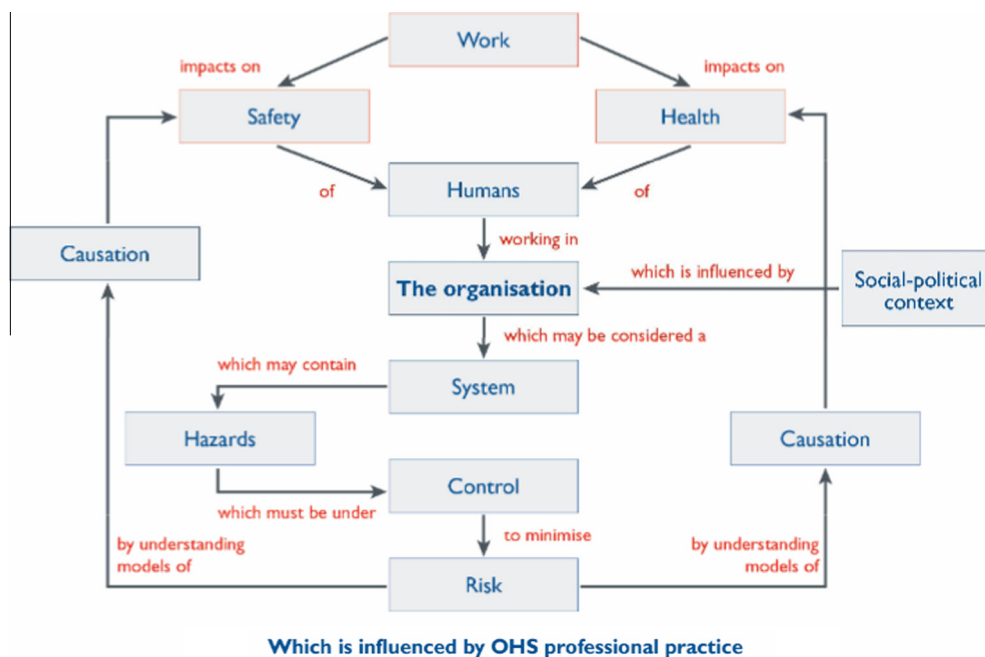 Work
impacts on
impacts on
Safety
Health
of
Humans
of
working in
Causation
The organisation
which is influenced by
Social-political
context
which may be considered a
which may contain
System
Hazards
Causation
Control
which must be under
to minimise
by understanding
models of
by understanding
models of
Risk
Which is influenced by OHS professional practice